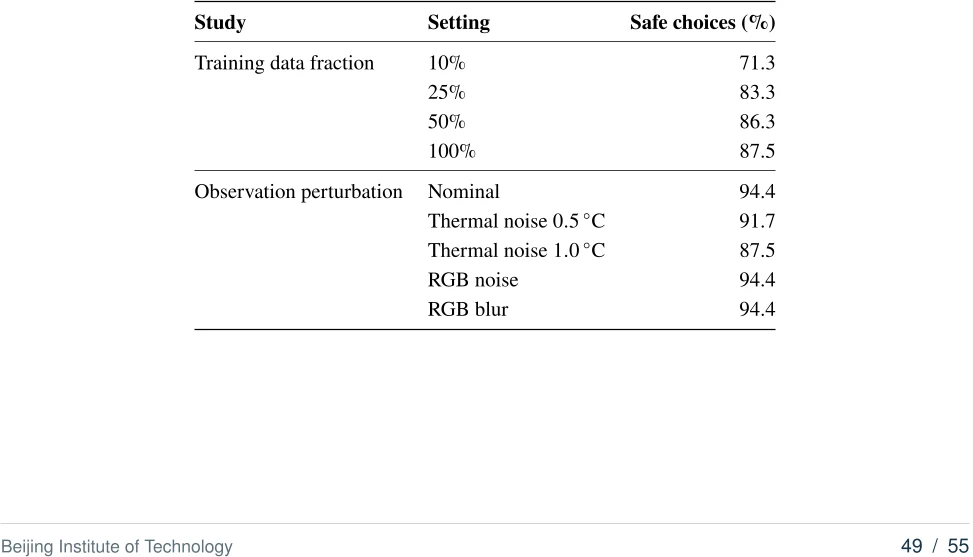 Study Setting Safe choices (%)
Training data fraction 10% 71.3
25% 83.3
50% 86.3
100% 87.5
Observation perturbation Nominal 94.4
Thermal noise 0.5 °C 91.7
Thermal noise 1.0 °C 87.5
RGB noise 94.4
RGB blur 94.4
Beijing Institute of Technology 49 / 55